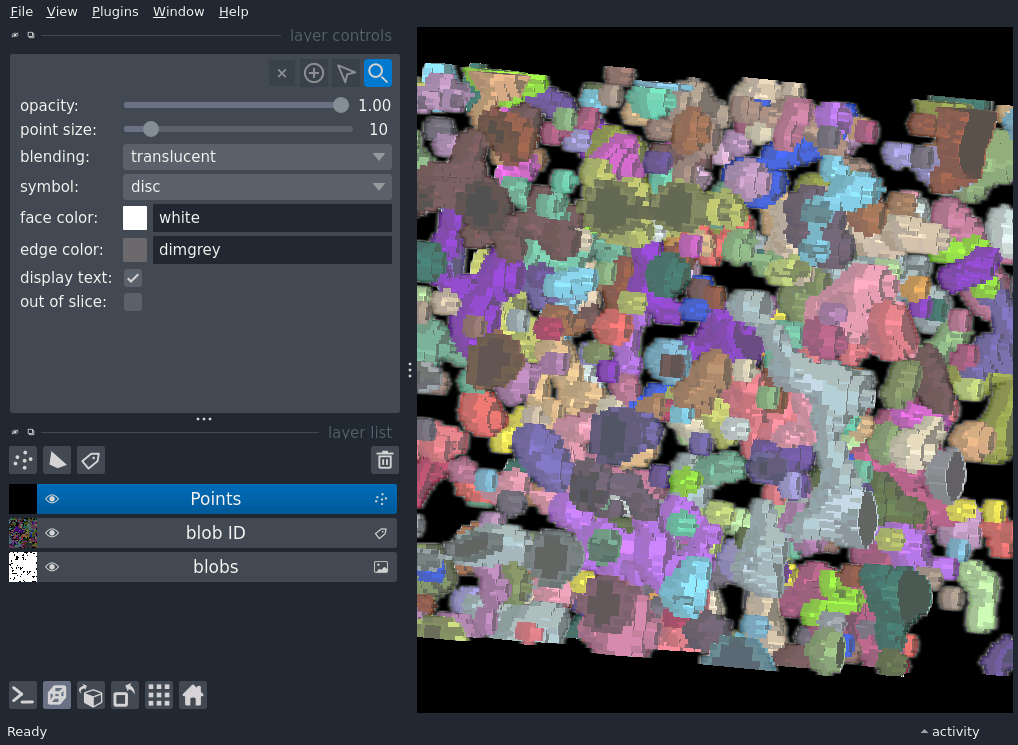 File View Plugins Window Help
layer controls
opacity: 1.00
point size: 10
blending: translucent
symbol: disc
face color: white
edge color: dimgrey
display text:
out of slice:
layer list
Points
blob ID
blobs
Ready
activity